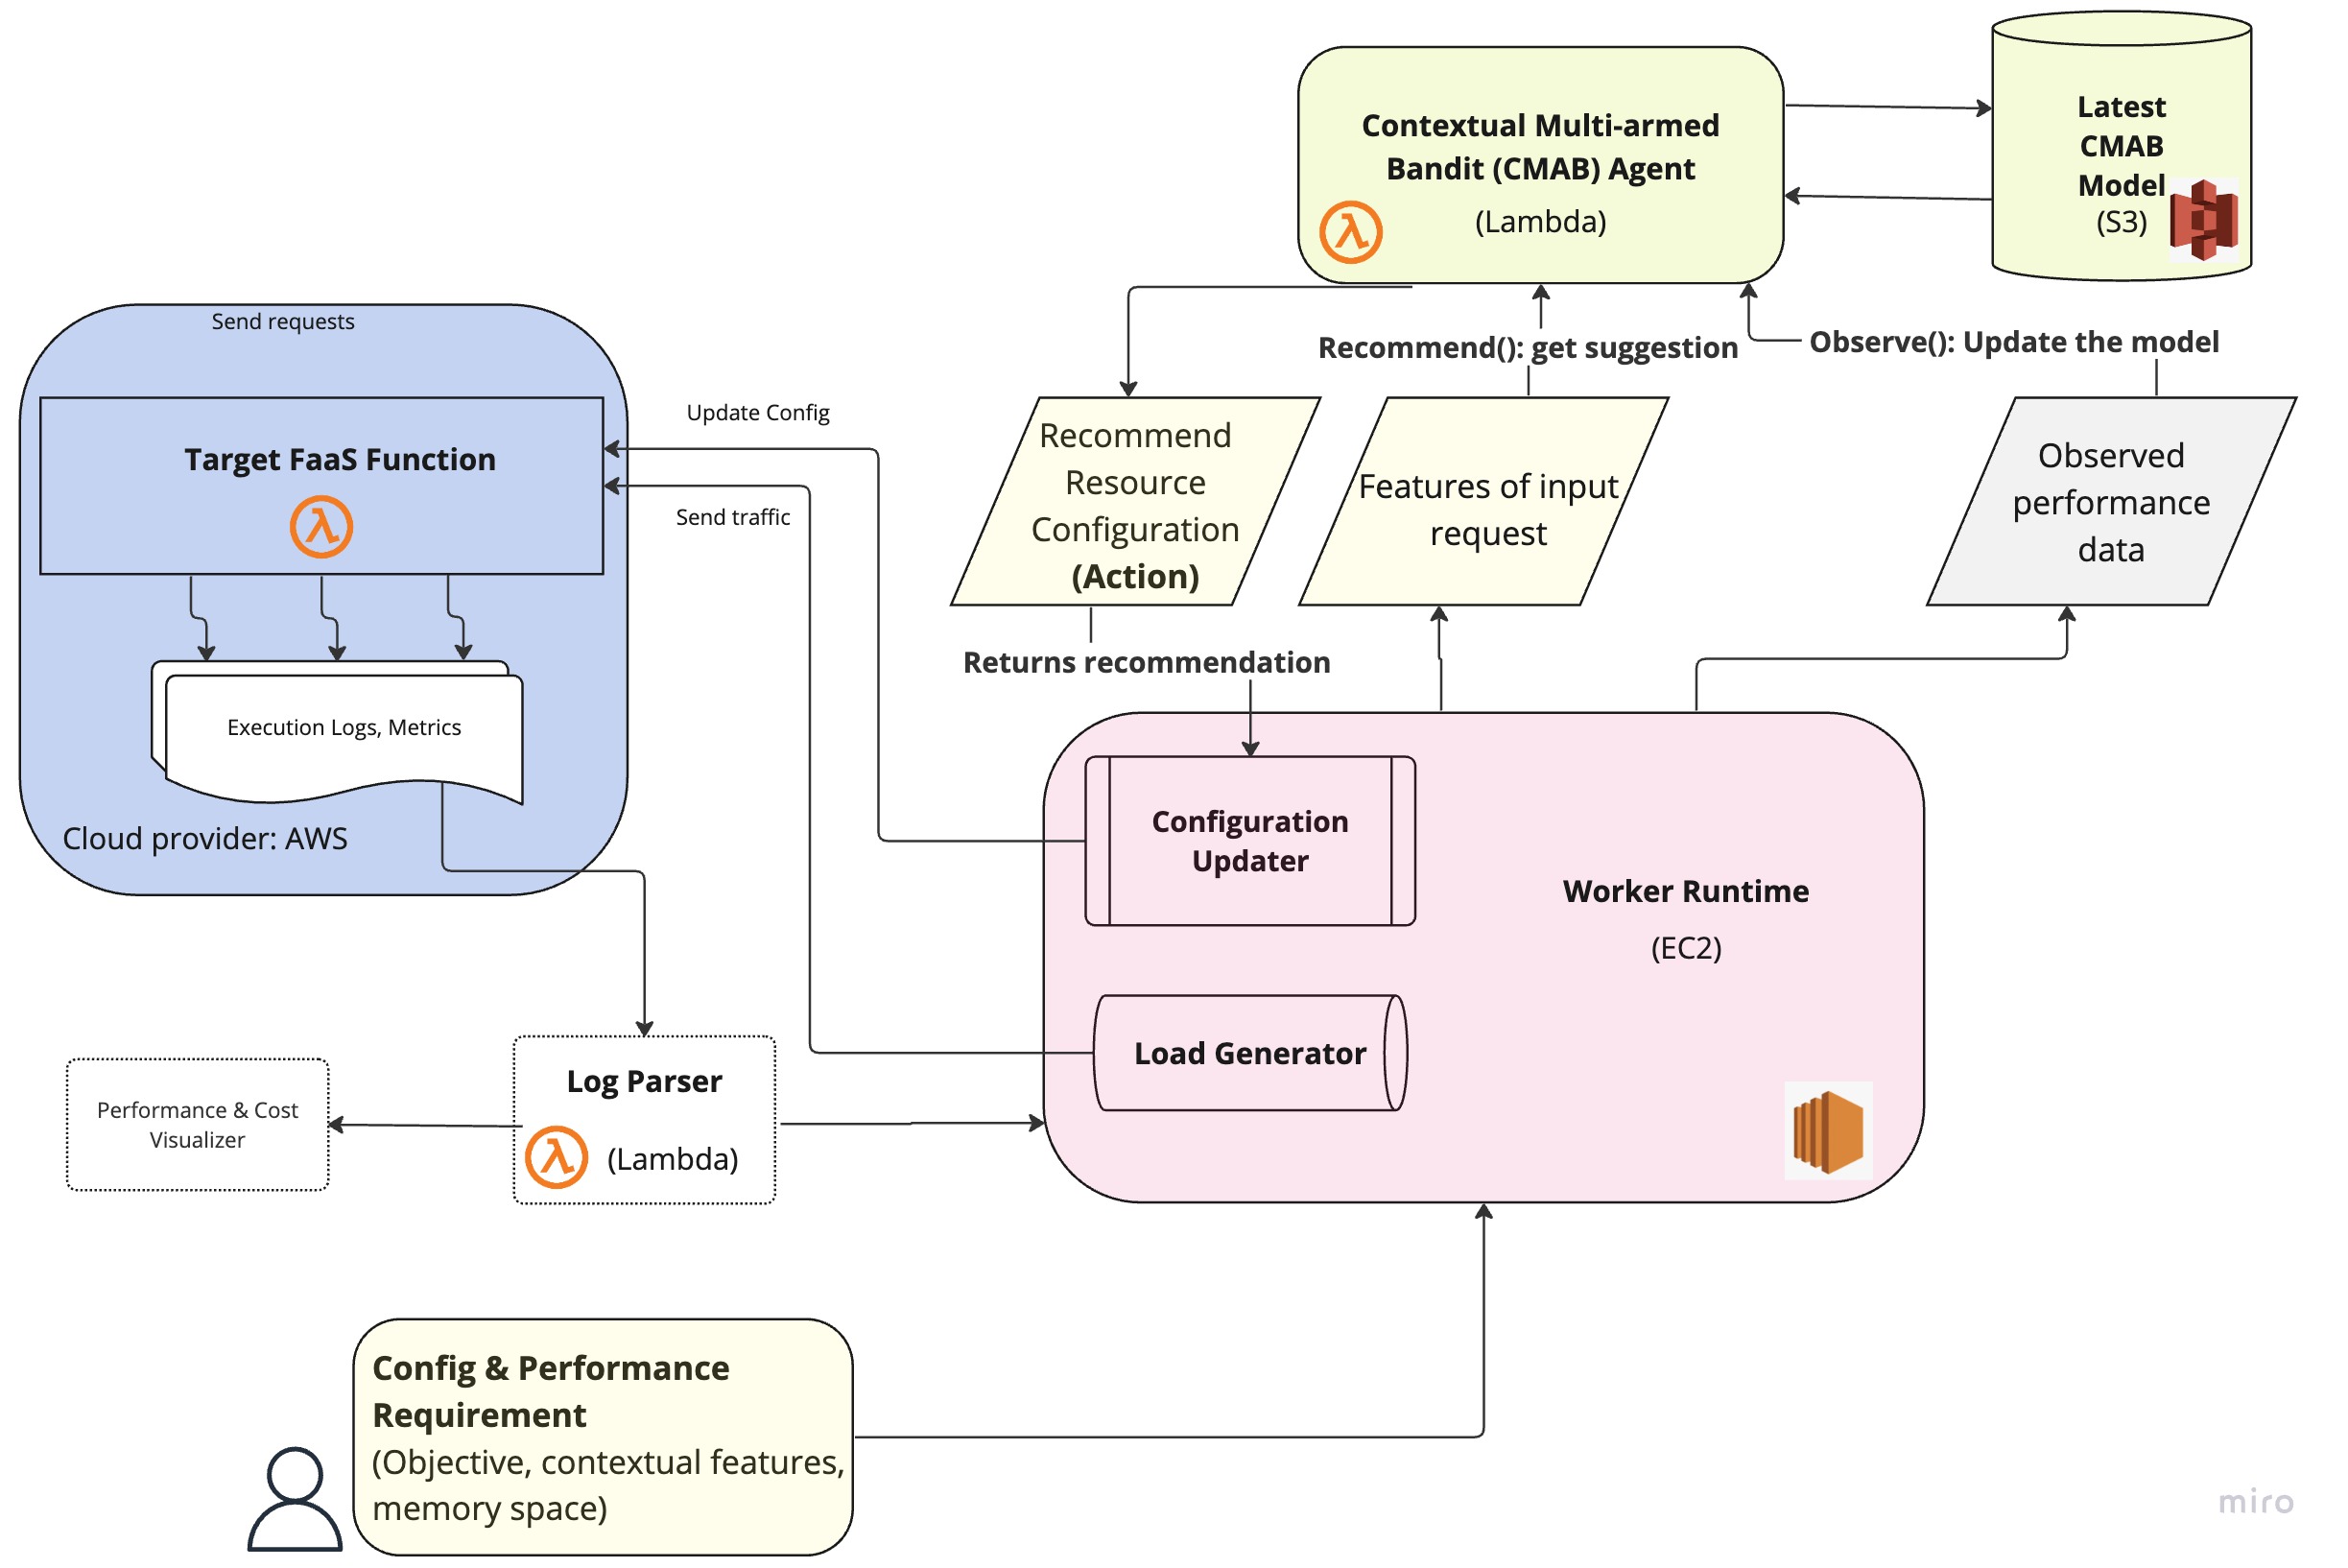 Contextual Multi-armed
Bandit (CMAB) Agent
(Lambda)
Latest
CMAB
Model
(S3)
Send requests
Recommend(): get suggestion
Observe(): Update the model
Target FaaS Function
Update Config
Send traffic
Recommend
Resource
Configuration
(Action)
Features of input
request
Observed
performance
data
Returns recommendation
Execution Logs, Metrics
Cloud provider: AWS
Configuration
Updater
Worker Runtime
(EC2)
Load Generator
Log Parser
(Lambda)
Performance & Cost
Visualizer
Config & Performance
Requirement
(Objective, contextual features,
memory space)
miro